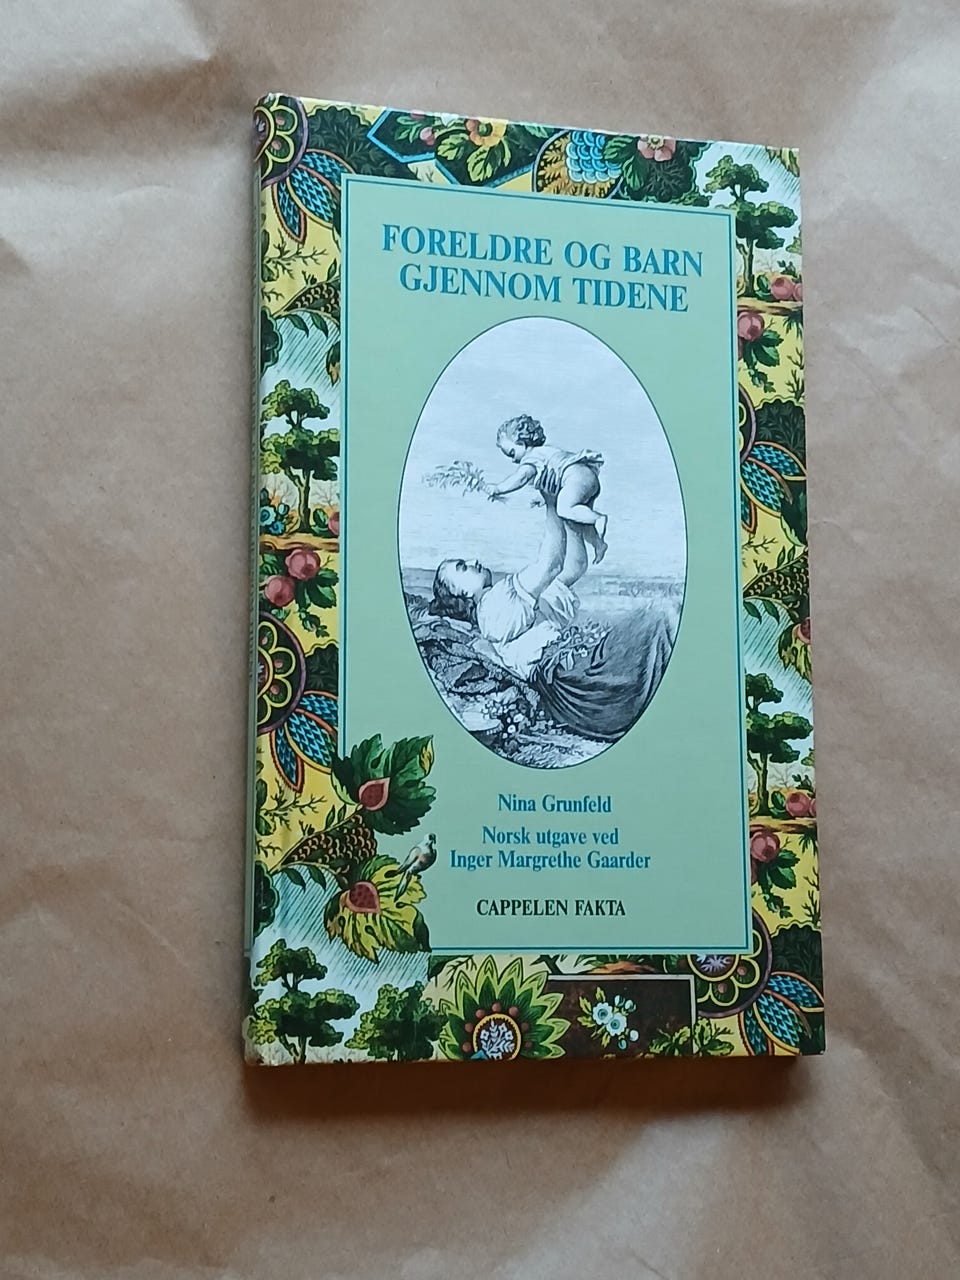 FORELDRE OG BARN
GJENNOM TIDENE
Nina Grunfeld
Norsk utgave ved
Inger Margrethe Gaarder
CAPPELEN FAKTA